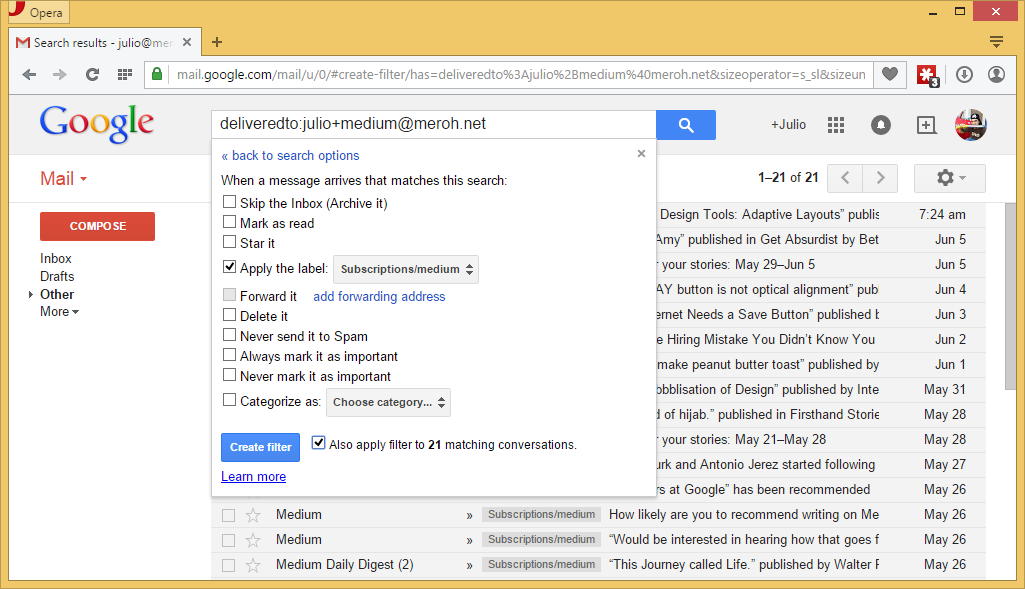 Opera
Search results - julio@mer
mail.google.com/mail/u/0/#create-filter/has=deliveredto%3Ajulio%2Bmedium%40meroh.net&sizeoperator=s_sl&sizeun
3
Google
deliveredto:julio+medium@meroh.net
+Julio
Mail
1–21 of 21
COMPOSE
Inbox
Drafts
Other
More
« back to search options
When a message arrives that matches this search:
Skip the Inbox (Archive it)
Mark as read
Star it
Apply the label: Subscriptions/medium
Forward it add forwarding address
Delete it
Never send it to Spam
Always mark it as important
Never mark it as important
Categorize as: Choose category...
Create filter Also apply filter to 21 matching conversations.
Learn more
Design Tools: Adaptive Layouts” publis 7:24 am
Amy” published in Get Absurdist by Bet Jun 5
r your stories: May 29–Jun 5 Jun 5
AY button is not optical alignment” publ Jun 4
ernet Needs a Save Button” published b Jun 3
e Hiring Mistake You Didn’t Know You Jun 2
make peanut butter toast” published by Jun 1
obbblisation of Design” published by Inte May 31
d of hijab.” published in Firsthand Storie May 28
r your stories: May 21–May 28 May 28
urk and Antonio Jerez started following May 27
rs at Google” has been recommended May 26
Medium » Subscriptions/medium How likely are you to recommend writing on Me May 26
Medium » Subscriptions/medium “Would be interested in hearing how that goes f May 26
Medium Daily Digest (2) » Subscriptions/medium “This Journey called Life.” published by Walter F May 26